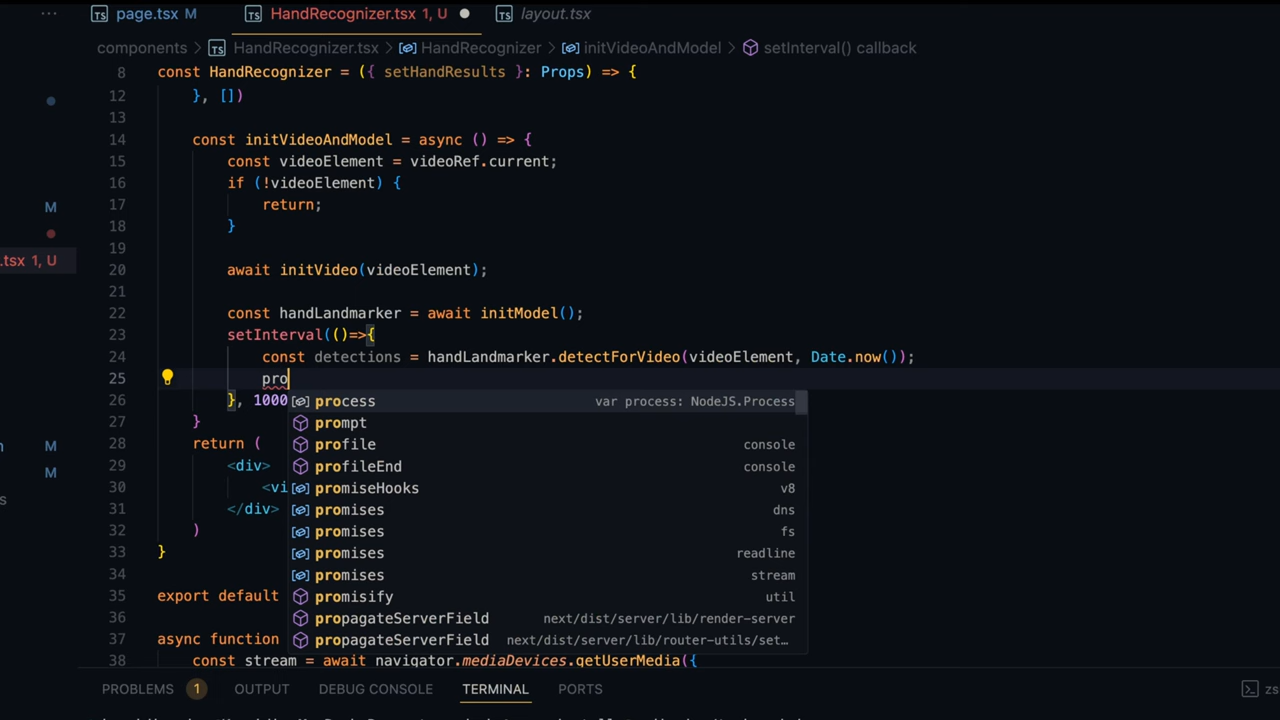 ··· TS page.tsx M TS HandRecognizer.tsx 1, U TS layout.tsx
components TS HandRecognizer.tsx HandRecognizer initVideoAndModel setInterval() callback
8 const HandRecognizer = ({ setHandResults }: Props) => {
12 }, [])
13
14 const initVideoAndModel = async () => {
15 const videoElement = videoRef.current;
16 if (!videoElement) {
17 return;
M
18 }
19
20 await initVideo(videoElement);
.tsx 1, U
21
22 const handLandmarker = await initModel();
23 setInterval(()=>{
24 const detections = handLandmarker.detectForVideo(videoElement, Date.now());
25 pro
26 }, 1000
process var process: NodeJS.Process
27 }
prompt
28 return (
profile console
M
29 <div>
profileEnd console
M
30 <vi
promiseHooks v8
s
31 </div>
promises dns
32 )
promises fs
33 }
promises readline
34
promises stream
35 export default
promisify util
36
propagateServerField next/dist/server/lib/render-server
37 async function
propagateServerField next/dist/server/lib/router-utils/set…
38 const stream = await navigator.mediaDevices.getUserMedia({
PROBLEMS 1 OUTPUT DEBUG CONSOLE TERMINAL PORTS zs